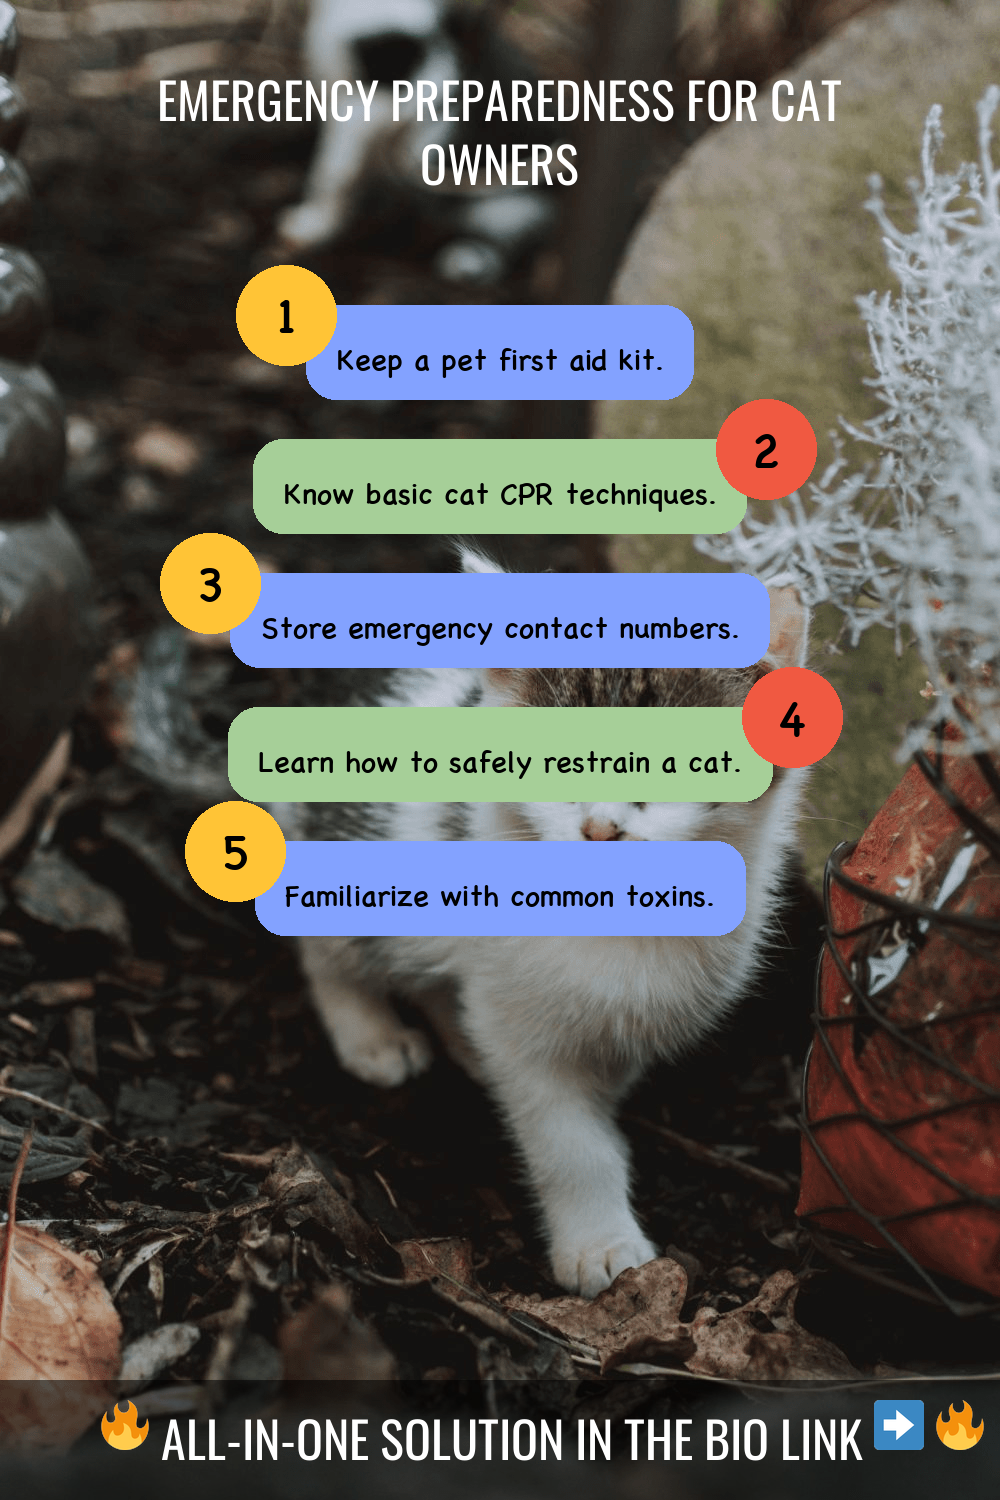 EMERGENCY PREPAREDNESS FOR CAT
OWNERS
1
Keep a pet first aid kit.
2
Know basic cat CPR techniques.
3
Store emergency contact numbers.
4
Learn how to safely restrain a cat.
5
Familiarize with common toxins.
🔥 ALL-IN-ONE SOLUTION IN THE BIO LINK ➡️ 🔥